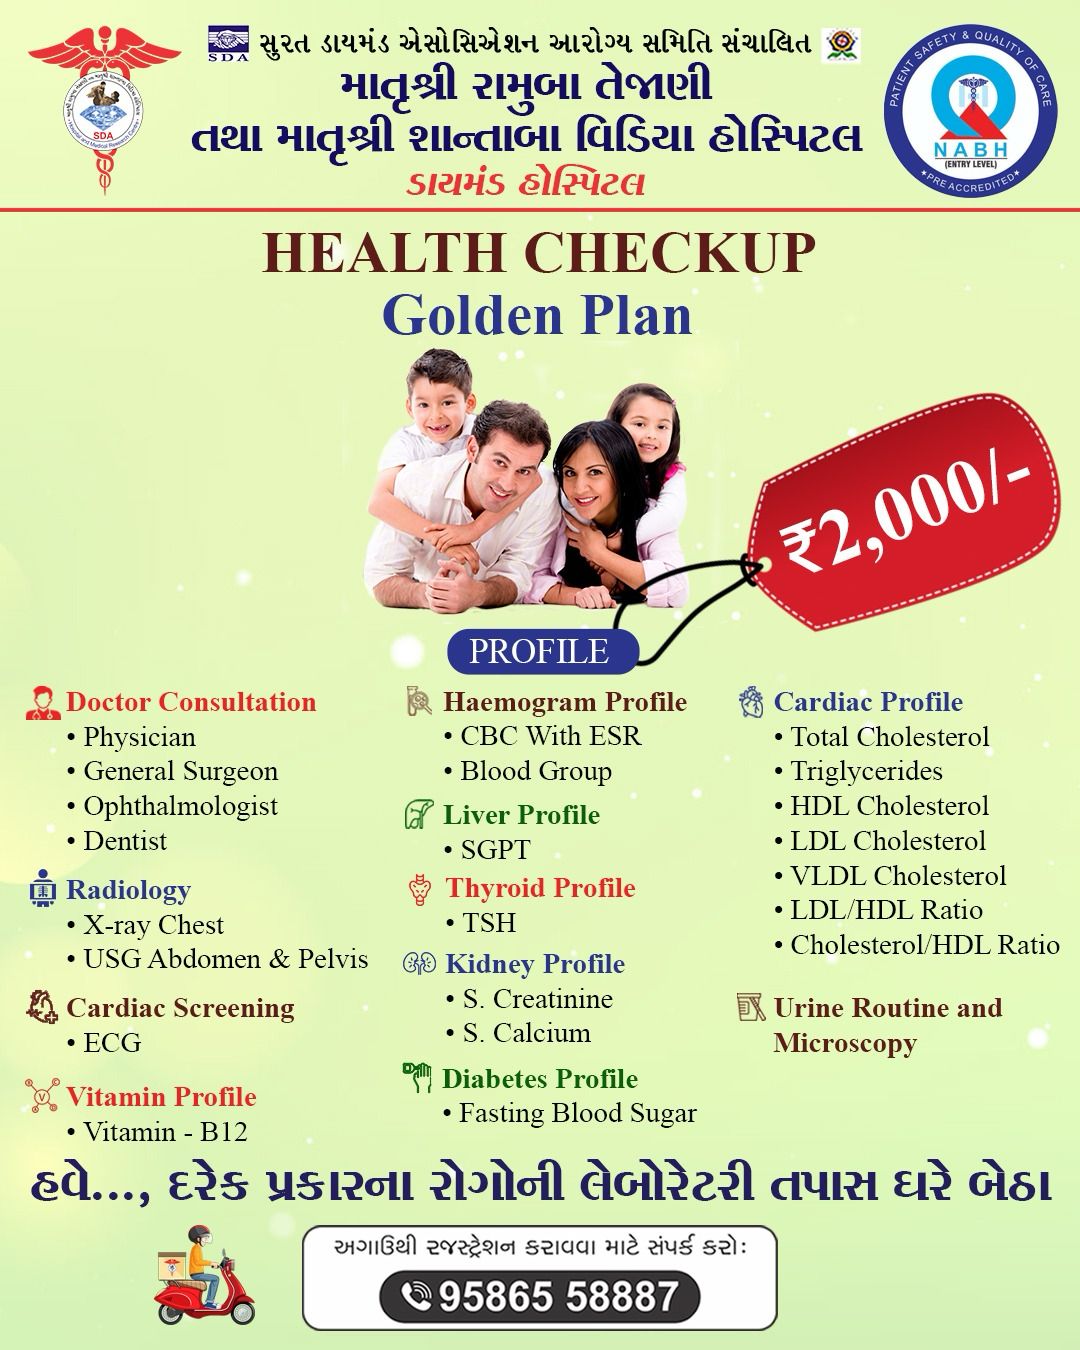 SDA સુરત ડાયમંડ એસોસિએશન આરોગ્ય સમિતિ સંચાલિત
માતૃશ્રી રામુબા તેજાણી
તથા માતૃશ્રી શાન્તાબા વિડિયા હોસ્પિટલ
ડાયમંડ હોસ્પિટલ
SDA
PATIENT SAFETY & QUALITY OF CARE
NABH
(ENTRY LEVEL)
PRE ACCREDITED
HEALTH CHECKUP
Golden Plan
₹2,000/-
PROFILE
Doctor Consultation
• Physician
• General Surgeon
• Ophthalmologist
• Dentist
Radiology
• X-ray Chest
• USG Abdomen & Pelvis
Cardiac Screening
• ECG
Vitamin Profile
• Vitamin - B12
Haemogram Profile
• CBC With ESR
• Blood Group
Liver Profile
• SGPT
Thyroid Profile
• TSH
Kidney Profile
• S. Creatinine
• S. Calcium
Diabetes Profile
• Fasting Blood Sugar
Cardiac Profile
• Total Cholesterol
• Triglycerides
• HDL Cholesterol
• LDL Cholesterol
• VLDL Cholesterol
• LDL/HDL Ratio
• Cholesterol/HDL Ratio
Urine Routine and
Microscopy
હવે..., દરેક પ્રકારના રોગોની લેબોરેટરી તપાસ ઘરે બેઠા
અગાઉથી રજીસ્ટ્રેશન કરાવવા માટે સંપર્ક કરો:
95865 58887